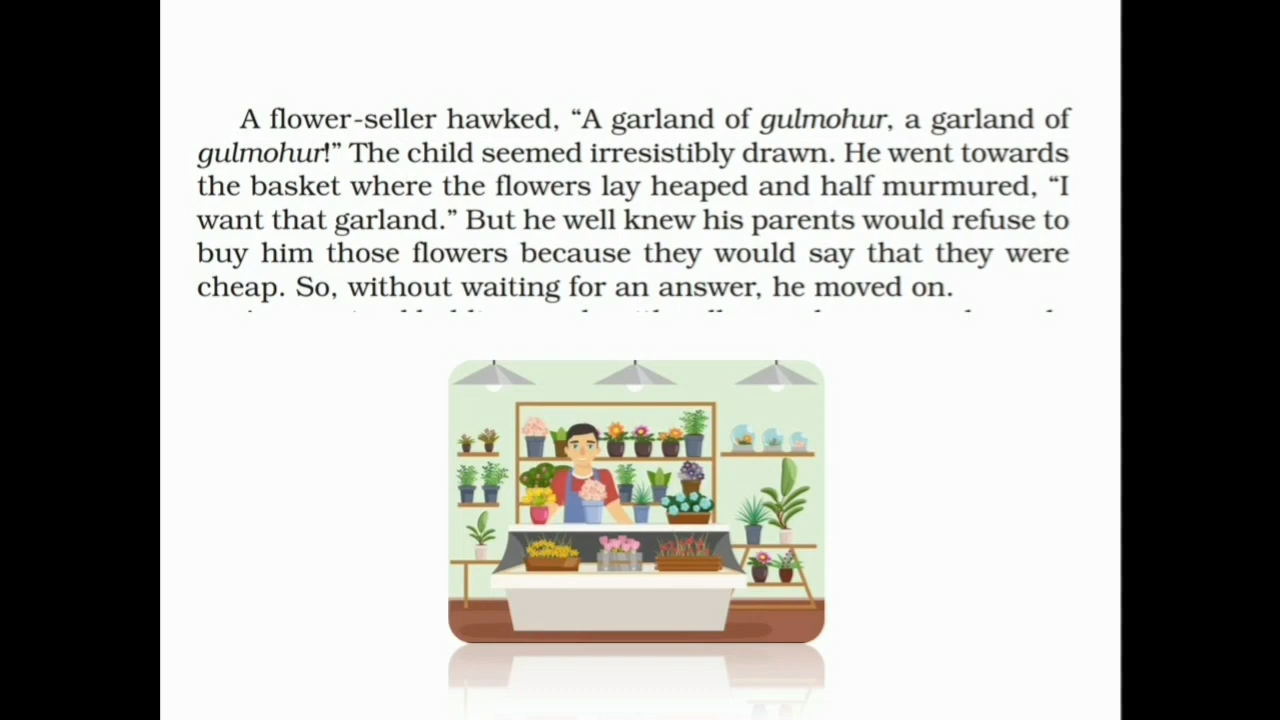 A flower-seller hawked, “A garland of gulmohur, a garland of
gulmohur!” The child seemed irresistibly drawn. He went towards
the basket where the flowers lay heaped and half murmured, “I
want that garland.” But he well knew his parents would refuse to
buy him those flowers because they would say that they were
cheap. So, without waiting for an answer, he moved on.